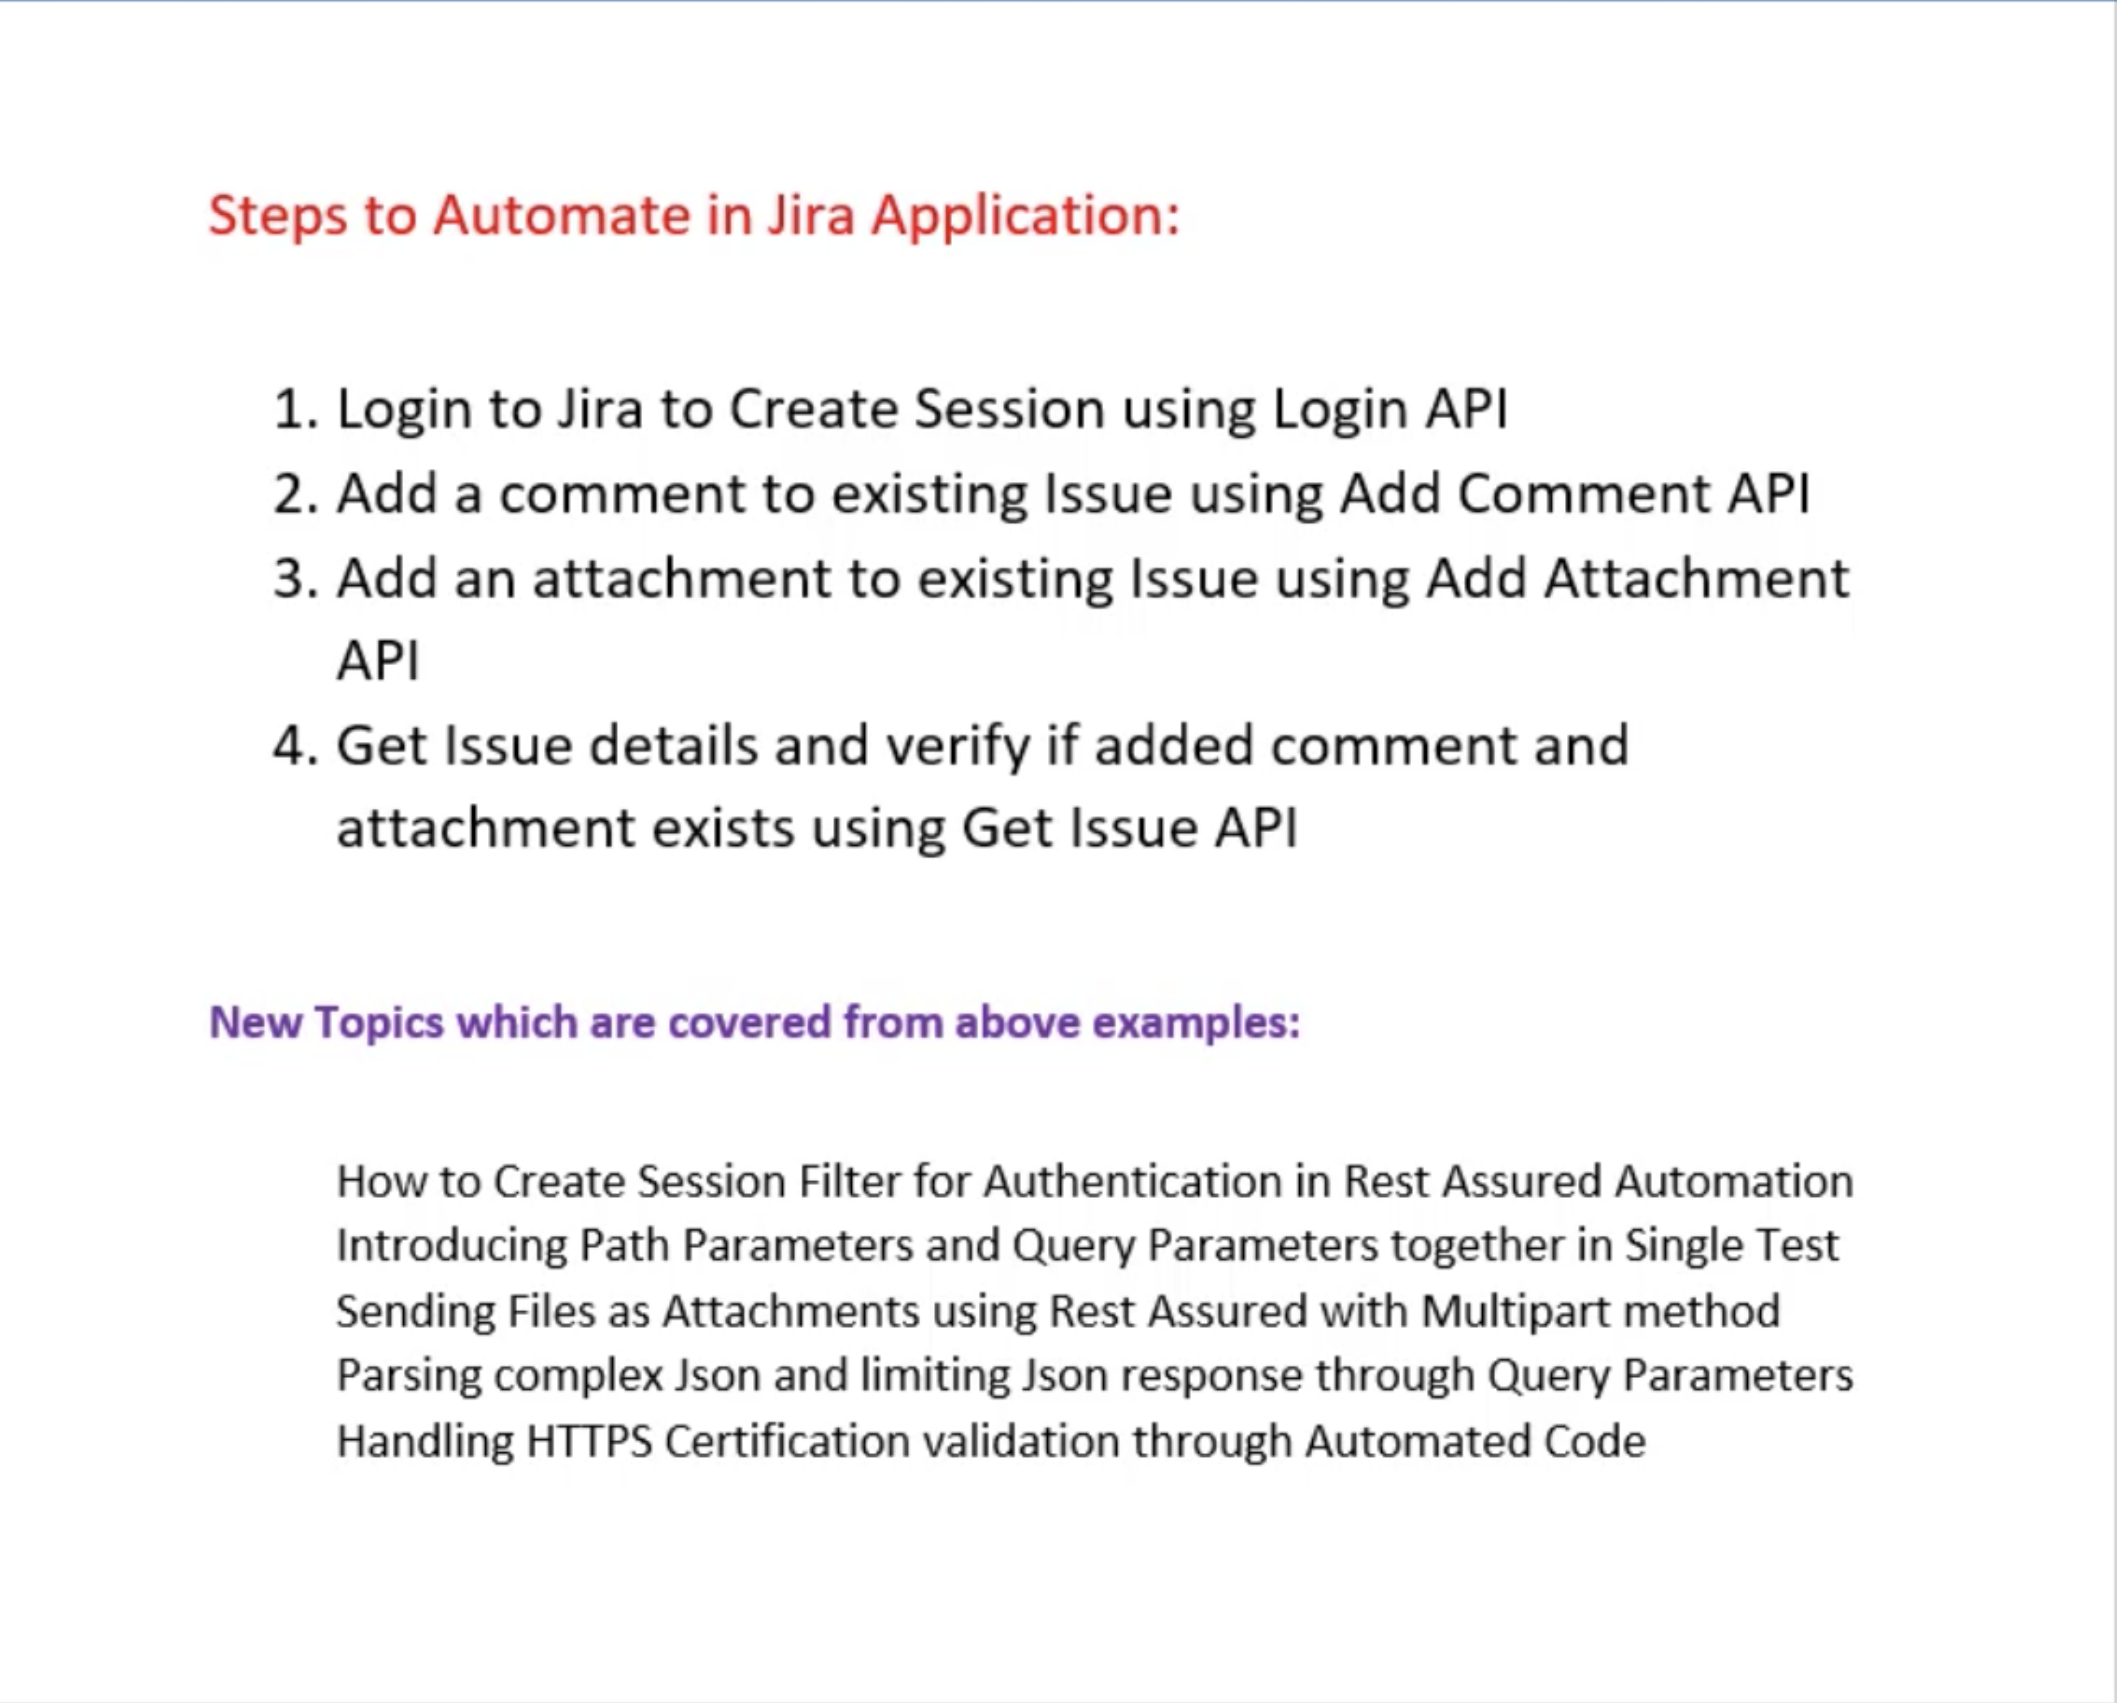 Steps to Automate in Jira Application:
1. Login to Jira to Create Session using Login API
2. Add a comment to existing Issue using Add Comment API
3. Add an attachment to existing Issue using Add Attachment
API
4. Get Issue details and verify if added comment and
attachment exists using Get Issue API
New Topics which are covered from above examples:
How to Create Session Filter for Authentication in Rest Assured Automation
Introducing Path Parameters and Query Parameters together in Single Test
Sending Files as Attachments using Rest Assured with Multipart method
Parsing complex Json and limiting Json response through Query Parameters
Handling HTTPS Certification validation through Automated Code